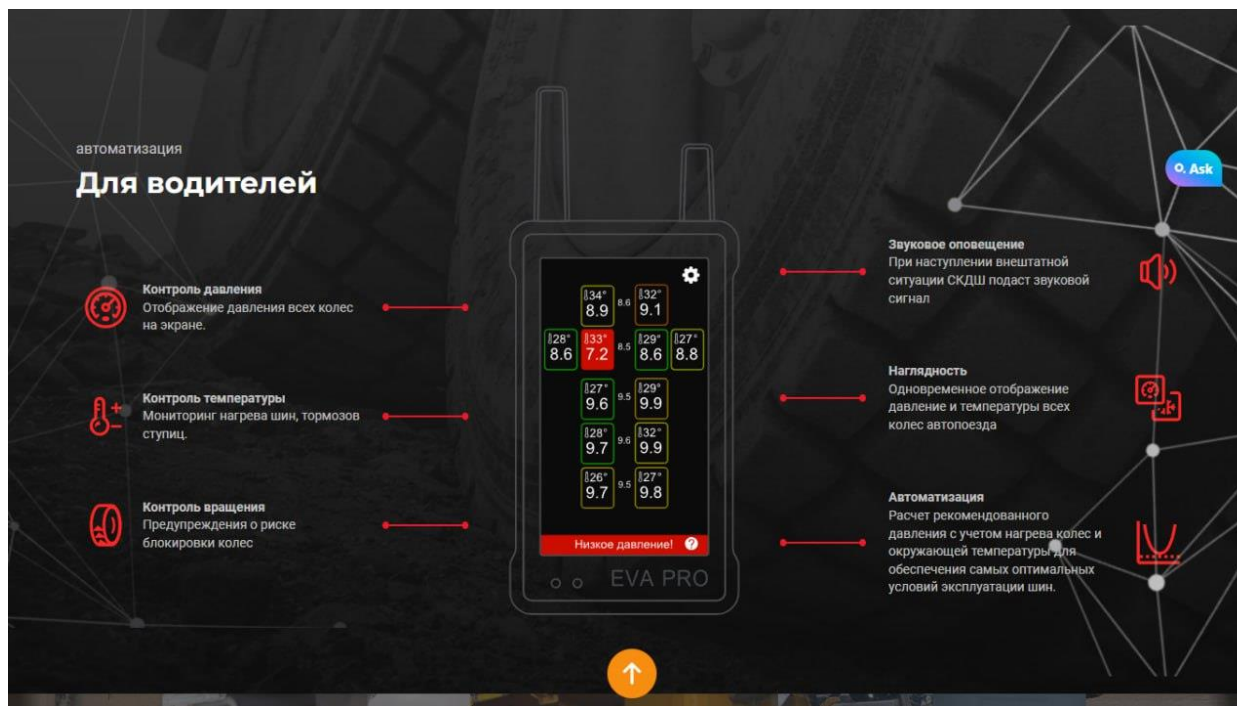 автоматизация
Для водителей
Контроль давления
Отображение давления всех колес
на экране.
Контроль температуры
Мониторинг нагрева шин, тормозов
ступиц.
Контроль вращения
Предупреждения о риске
блокировки колес
34° 8.6 32°
8.9 9.1
28° 33° 8.5 29° 27°
8.6 7.2 8.6 8.8
27° 9.5 29°
9.6 9.9
28° 9.6 32°
9.7 9.9
26° 9.5 27°
9.7 9.8
Низкое давление! ?
EVA PRO
Звуковое оповещение
При наступлении внештатной
ситуации СКДШ подаст звуковой
сигнал
Наглядность
Одновременное отображение
давление и температуры всех
колес автопоезда
Автоматизация
Расчет рекомендованного
давления с учетом нагрева колес и
окружающей температуры для
обеспечения самых оптимальных
условий эксплуатации шин.
Ask